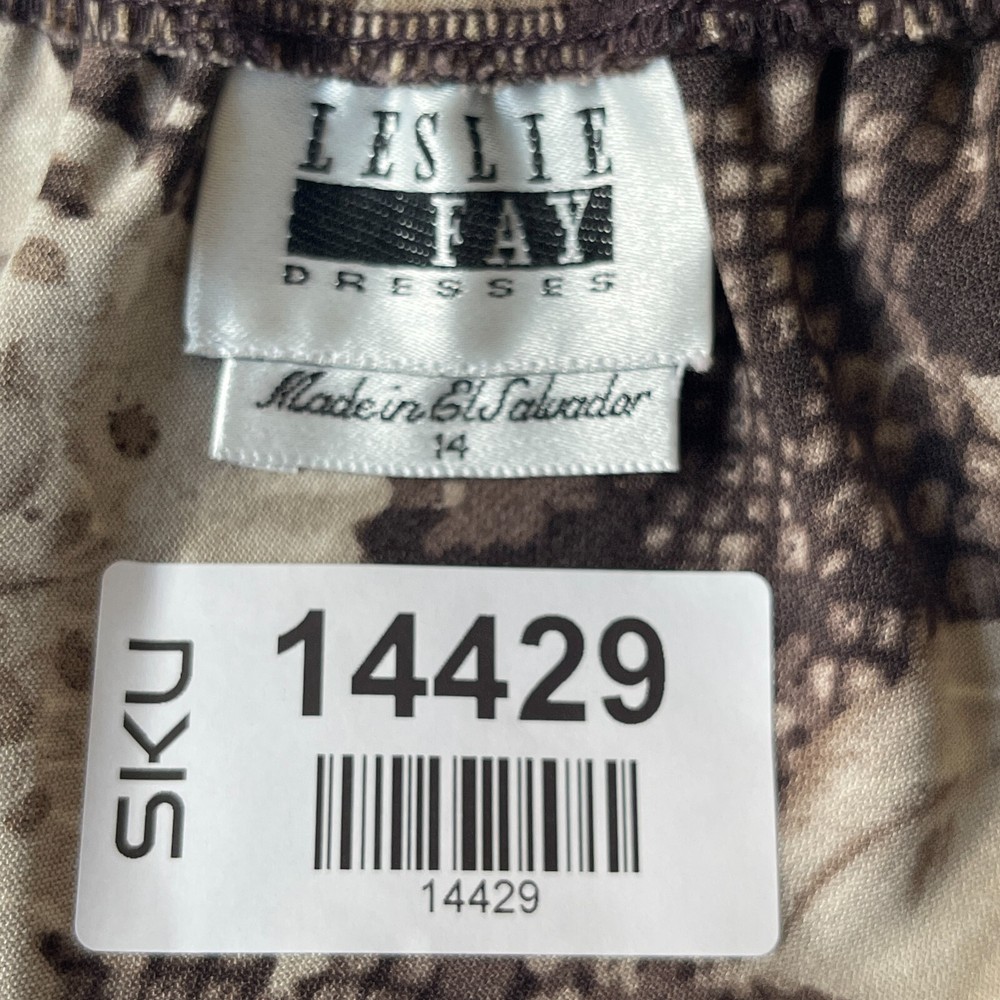 LESLIE
FAY
DRESSES
Made in El Salvador
14
SKU
14429
14429